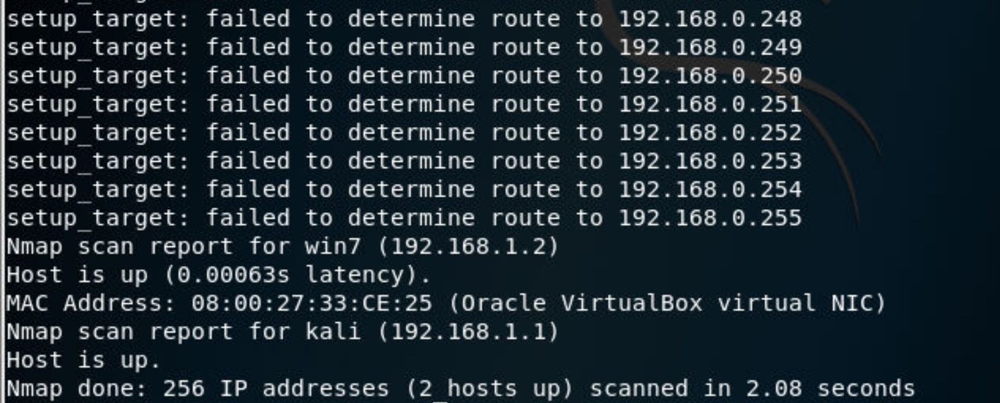 setup_target: failed to determine route to 192.168.0.248
setup_target: failed to determine route to 192.168.0.249
setup_target: failed to determine route to 192.168.0.250
setup_target: failed to determine route to 192.168.0.251
setup_target: failed to determine route to 192.168.0.252
setup_target: failed to determine route to 192.168.0.253
setup_target: failed to determine route to 192.168.0.254
setup_target: failed to determine route to 192.168.0.255
Nmap scan report for win7 (192.168.1.2)
Host is up (0.00063s latency).
MAC Address: 08:00:27:33:CE:25 (Oracle VirtualBox virtual NIC)
Nmap scan report for kali (192.168.1.1)
Host is up.
Nmap done: 256 IP addresses (2 hosts up) scanned in 2.08 seconds